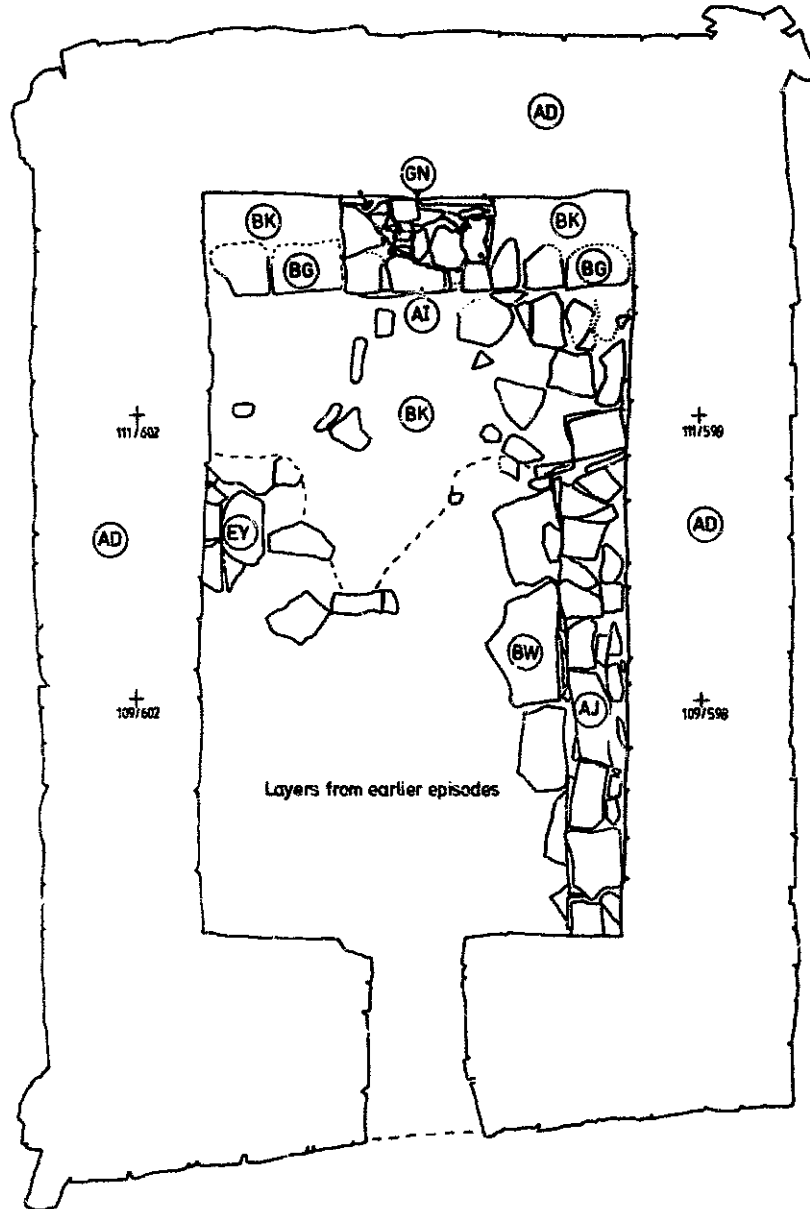 AD
GN
BK
BK
BG
BG
AI
BK
111/602
111/598
AD
EY
AD
BW
109/602
109/598
AJ
Layers from earlier episodes